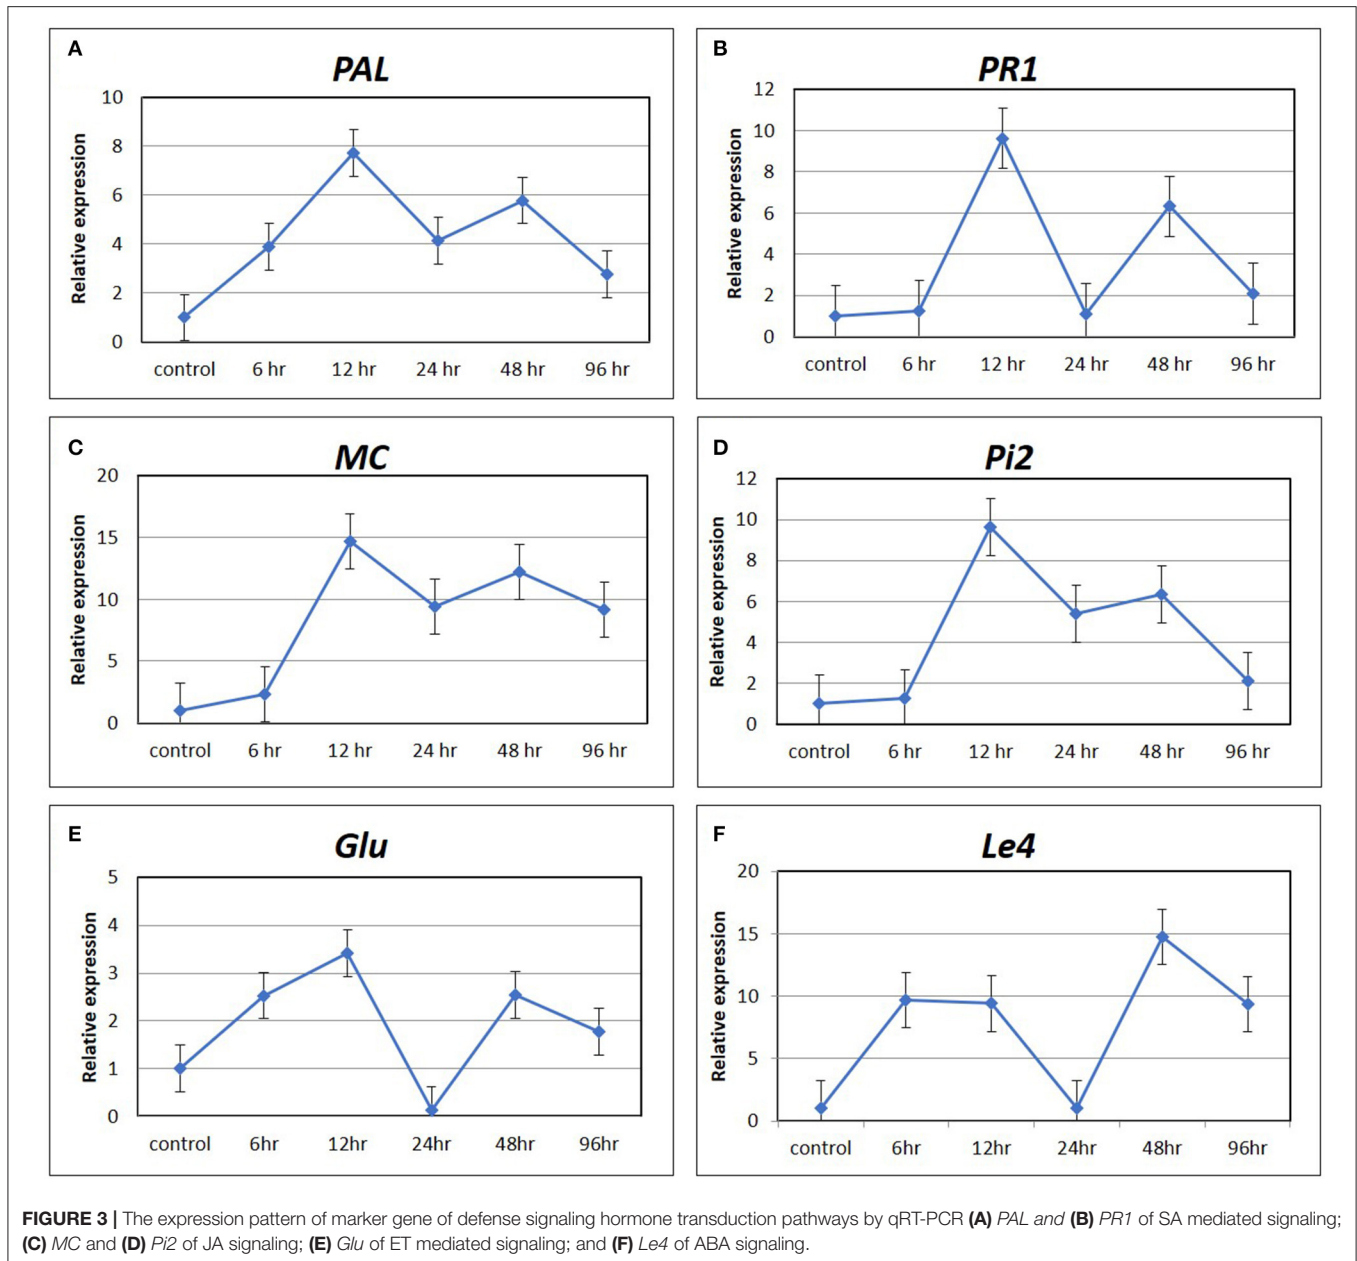 A
PAL
Relative expression
10
8
6
4
2
0
control 6 hr 12 hr 24 hr 48 hr 96 hr
B
PR1
Relative expression
12
10
8
6
4
2
0
control 6 hr 12 hr 24 hr 48 hr 96 hr
C
MC
Relative expression
20
15
10
5
0
control 6 hr 12 hr 24 hr 48 hr 96 hr
D
Pi2
Relative expression
12
10
8
6
4
2
0
control 6 hr 12 hr 24 hr 48 hr 96 hr
E
Glu
Relative expression
5
4
3
2
1
0
control 6hr 12hr 24hr 48hr 96hr
F
Le4
Relative expression
20
15
10
5
0
control 6hr 12hr 24hr 48hr 96hr
FIGURE 3 | The expression pattern of marker gene of defense signaling hormone transduction pathways by qRT-PCR (A) PAL and (B) PR1 of SA mediated signaling;
(C) MC and (D) Pi2 of JA signaling; (E) Glu of ET mediated signaling; and (F) Le4 of ABA signaling.